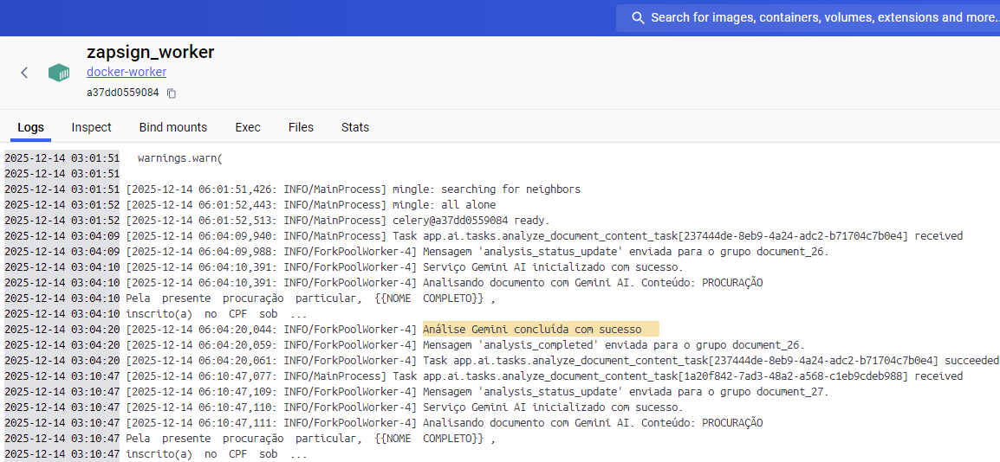 Search for images, containers, volumes, extensions and more..
zapsign_worker
docker-worker
a37dd0559084
Logs Inspect Bind mounts Exec Files Stats
2025-12-14 03:01:51 warnings.warn(
2025-12-14 03:01:51
2025-12-14 03:01:51 [2025-12-14 06:01:51,426: INFO/MainProcess] mingle: searching for neighbors
2025-12-14 03:01:52 [2025-12-14 06:01:52,443: INFO/MainProcess] mingle: all alone
2025-12-14 03:01:52 [2025-12-14 06:01:52,513: INFO/MainProcess] celery@a37dd0559084 ready.
2025-12-14 03:04:09 [2025-12-14 06:04:09,940: INFO/MainProcess] Task app.ai.tasks.analyze_document_content_task[237444de-8eb9-4a24-adc2-b71704c7b0e4] received
2025-12-14 03:04:09 [2025-12-14 06:04:09,988: INFO/ForkPoolWorker-4] Mensagem 'analysis_status_update' enviada para o grupo document_26.
2025-12-14 03:04:10 [2025-12-14 06:04:10,391: INFO/ForkPoolWorker-4] Serviço Gemini AI inicializado com sucesso.
2025-12-14 03:04:10 [2025-12-14 06:04:10,391: INFO/ForkPoolWorker-4] Analisando documento com Gemini AI. Conteúdo: PROCURAÇÃO
2025-12-14 03:04:10 Pela presente procuração particular, {{NOME COMPLETO}} ,
2025-12-14 03:04:10 inscrito(a) no CPF sob ...
2025-12-14 03:04:20 [2025-12-14 06:04:20,044: INFO/ForkPoolWorker-4] Análise Gemini concluída com sucesso
2025-12-14 03:04:20 [2025-12-14 06:04:20,059: INFO/ForkPoolWorker-4] Mensagem 'analysis_completed' enviada para o grupo document_26.
2025-12-14 03:04:20 [2025-12-14 06:04:20,061: INFO/ForkPoolWorker-4] Task app.ai.tasks.analyze_document_content_task[237444de-8eb9-4a24-adc2-b71704c7b0e4] succeeded
2025-12-14 03:10:47 [2025-12-14 06:10:47,077: INFO/MainProcess] Task app.ai.tasks.analyze_document_content_task[1a20f842-7ad3-48a2-a568-c1eb9cdeb988] received
2025-12-14 03:10:47 [2025-12-14 06:10:47,109: INFO/ForkPoolWorker-4] Mensagem 'analysis_status_update' enviada para o grupo document_27.
2025-12-14 03:10:47 [2025-12-14 06:10:47,110: INFO/ForkPoolWorker-4] Serviço Gemini AI inicializado com sucesso.
2025-12-14 03:10:47 [2025-12-14 06:10:47,111: INFO/ForkPoolWorker-4] Analisando documento com Gemini AI. Conteúdo: PROCURAÇÃO
2025-12-14 03:10:47 Pela presente procuração particular, {{NOME COMPLETO}} ,
2025-12-14 03:10:47 inscrito(a) no CPF sob ...